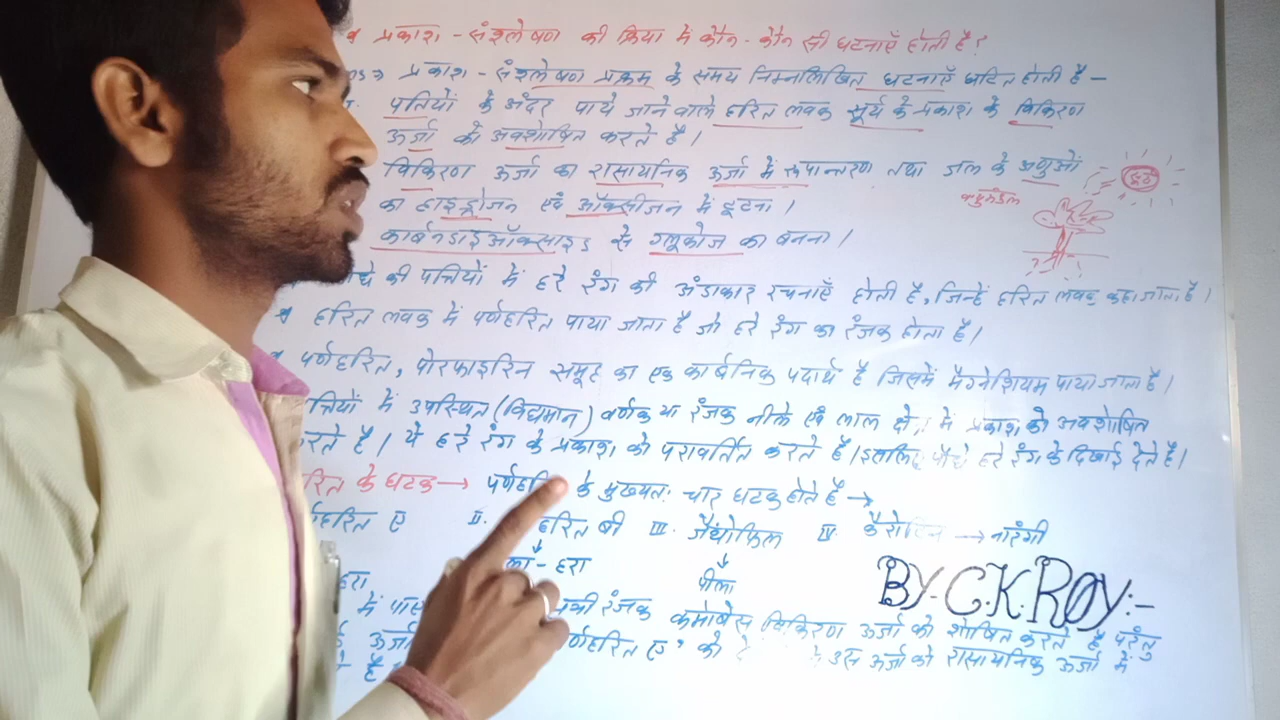 प्रकाश - संश्लेषण की क्रिया में कौन - कौन सी घटनाएँ होती है?
प्रकाश - संश्लेषण प्रक्रम के समय निम्नलिखित घटनाएँ घटित होती है -
पत्तियों के अंदर पाये जाने वाले हरित लवक सूर्य के प्रकाश के विकिरण
ऊर्जा को अवशोषित करते हैं।
विकिरण ऊर्जा का रासायनिक ऊर्जा में रूपान्तरण तथा जल के अणुओं
का हाइड्रोजन एवं ऑक्सीजन में टूटना।
कार्बनडाइऑक्साइड से ग्लूकोज का बनना।
वायुमंडल
सूर्य
की पत्तियों में हरे रंग की अंडाकार रचनाएँ होती है, जिन्हें हरित लवक कहा जाता है।
हरित लवक में पर्णहरित पाया जाता है जो हरे रंग का रंजक होता है।
पर्णहरित, पोरफाइरिन समूह का एक कार्बनिक पदार्थ है जिसमें मैग्नेशियम पाया जाता है।
में उपस्थित (विद्यमान) वर्णक या रंजक नीले एवं लाल में प्रकाश को अवशोषित
है। ये हरे रंग के प्रकाश को परावर्तित करते हैं। इसलिए पौधे हरे रंग के दिखाई देते है।
के घटक → के मुख्यतः चार घटक होते है →
ए II. हरित बी III. जैंथोफिल IV. → नारंगी
हरा - हरा पीला
BY:- C.K.ROY:-
में रंजक कमोबेस विकिरण ऊर्जा को शोषित करते है परंतु
ऊर्जा ए' को उस ऊर्जा को रासायनिक ऊर्जा में
है